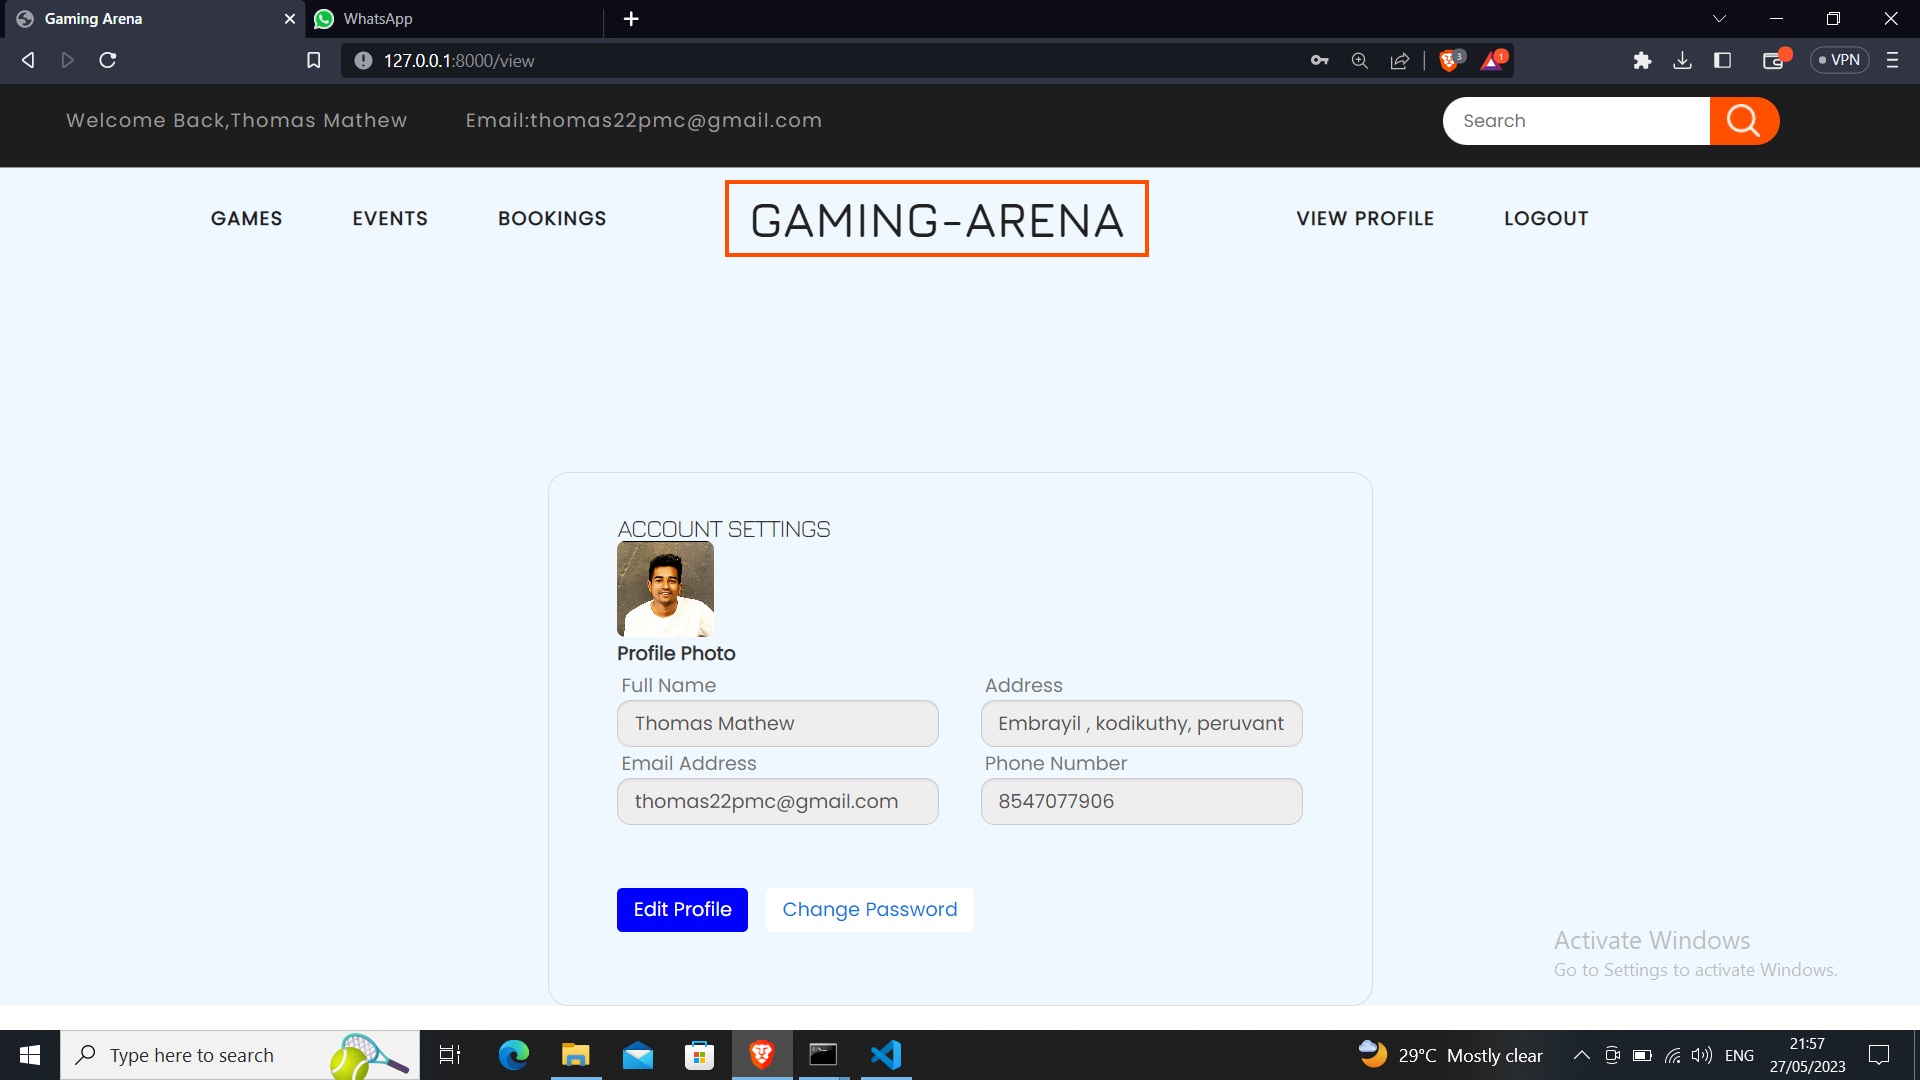 Gaming Arena
WhatsApp
127.0.0.1:8000/view
3
1
VPN
Welcome Back,Thomas Mathew
Email:thomas22pmc@gmail.com
Search
GAMES
EVENTS
BOOKINGS
GAMING-ARENA
VIEW PROFILE
LOGOUT
ACCOUNT SETTINGS
Profile Photo
Full Name
Address
Thomas Mathew
Embrayil , kodikuthy, peruvant
Email Address
Phone Number
thomas22pmc@gmail.com
8547077906
Edit Profile
Change Password
Activate Windows
Go to Settings to activate Windows.
Type here to search
29°C Mostly clear
ENG
21:57
27/05/2023